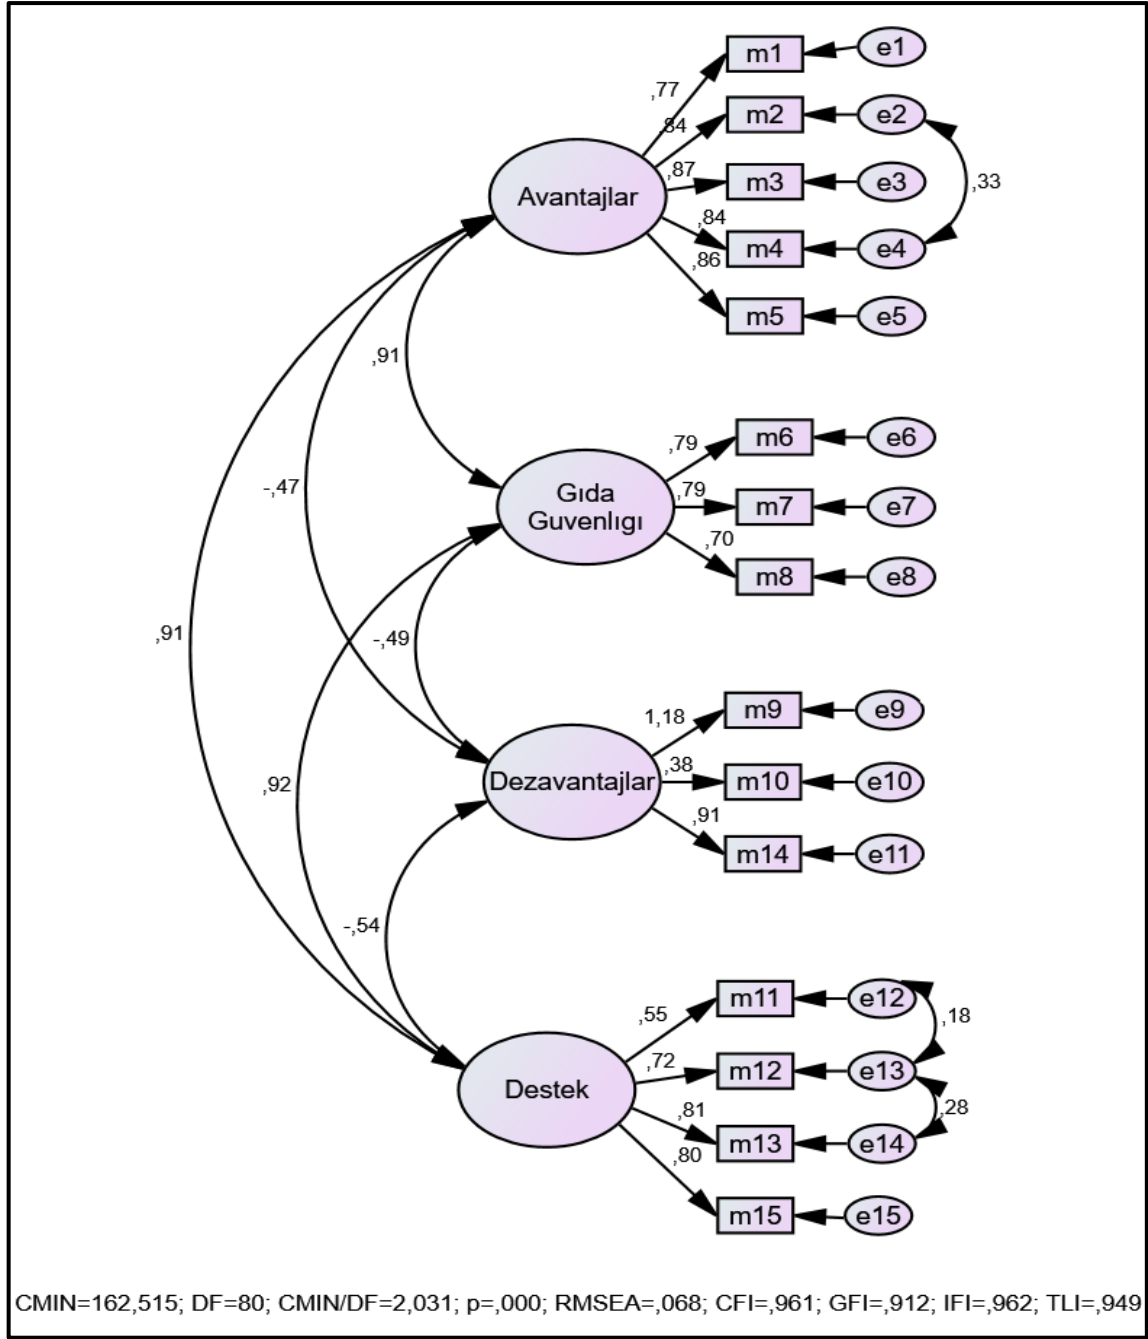 m1 e1
,77
m2 e2
,84
m3 e3
,87
,33
Avantajlar
m4 e4
,84
m5 e5
,86
,91
m6 e6
,79
-,47
Gıda
Guvenlıgı
m7 e7
,79
m8 e8
,70
,91
-,49
m9 e9
1,18
Dezavantajlar
m10 e10
,38
,92
m14 e11
,91
-,54
m11 e12
,55
,18
m12 e13
,72
Destek
,28
m13 e14
,81
,80
m15 e15
CMIN=162,515; DF=80; CMIN/DF=2,031; p=,000; RMSEA=,068; CFI=,961; GFI=,912; IFI=,962; TLI=,949